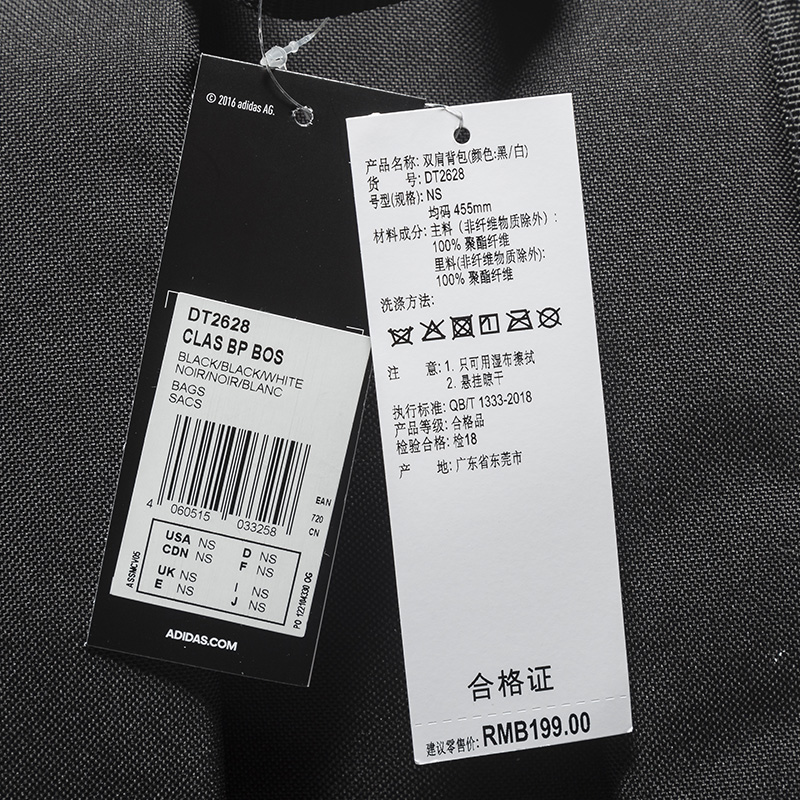 © 2016 adidas AG.
DT2628
CLAS BP BOS
BLACK/BLACK/WHITE
NOIR/NOIR/BLANC
BAGS
SACS
4 060515 033258
EAN
720
CN
USA NS D NS
CDN NS F NS
UK NS I NS
E NS J NS
ASSMCV05
PO 122104330 OG
ADIDAS.COM
产品名称: 双肩背包(颜色:黑/白)
货 号: DT2628
号型(规格): NS
均码 455mm
材料成分: 主料（非纤维物质除外）:
100% 聚酯纤维
里料(非纤维物质除外):
100% 聚酯纤维
洗涤方法:
注 意: 1. 只可用湿布擦拭
2. 悬挂晾干
执行标准: QB/T 1333-2018
产品等级: 合格品
检验合格: 检18
产 地: 广东省东莞市
合格证
建议零售价: RMB199.00